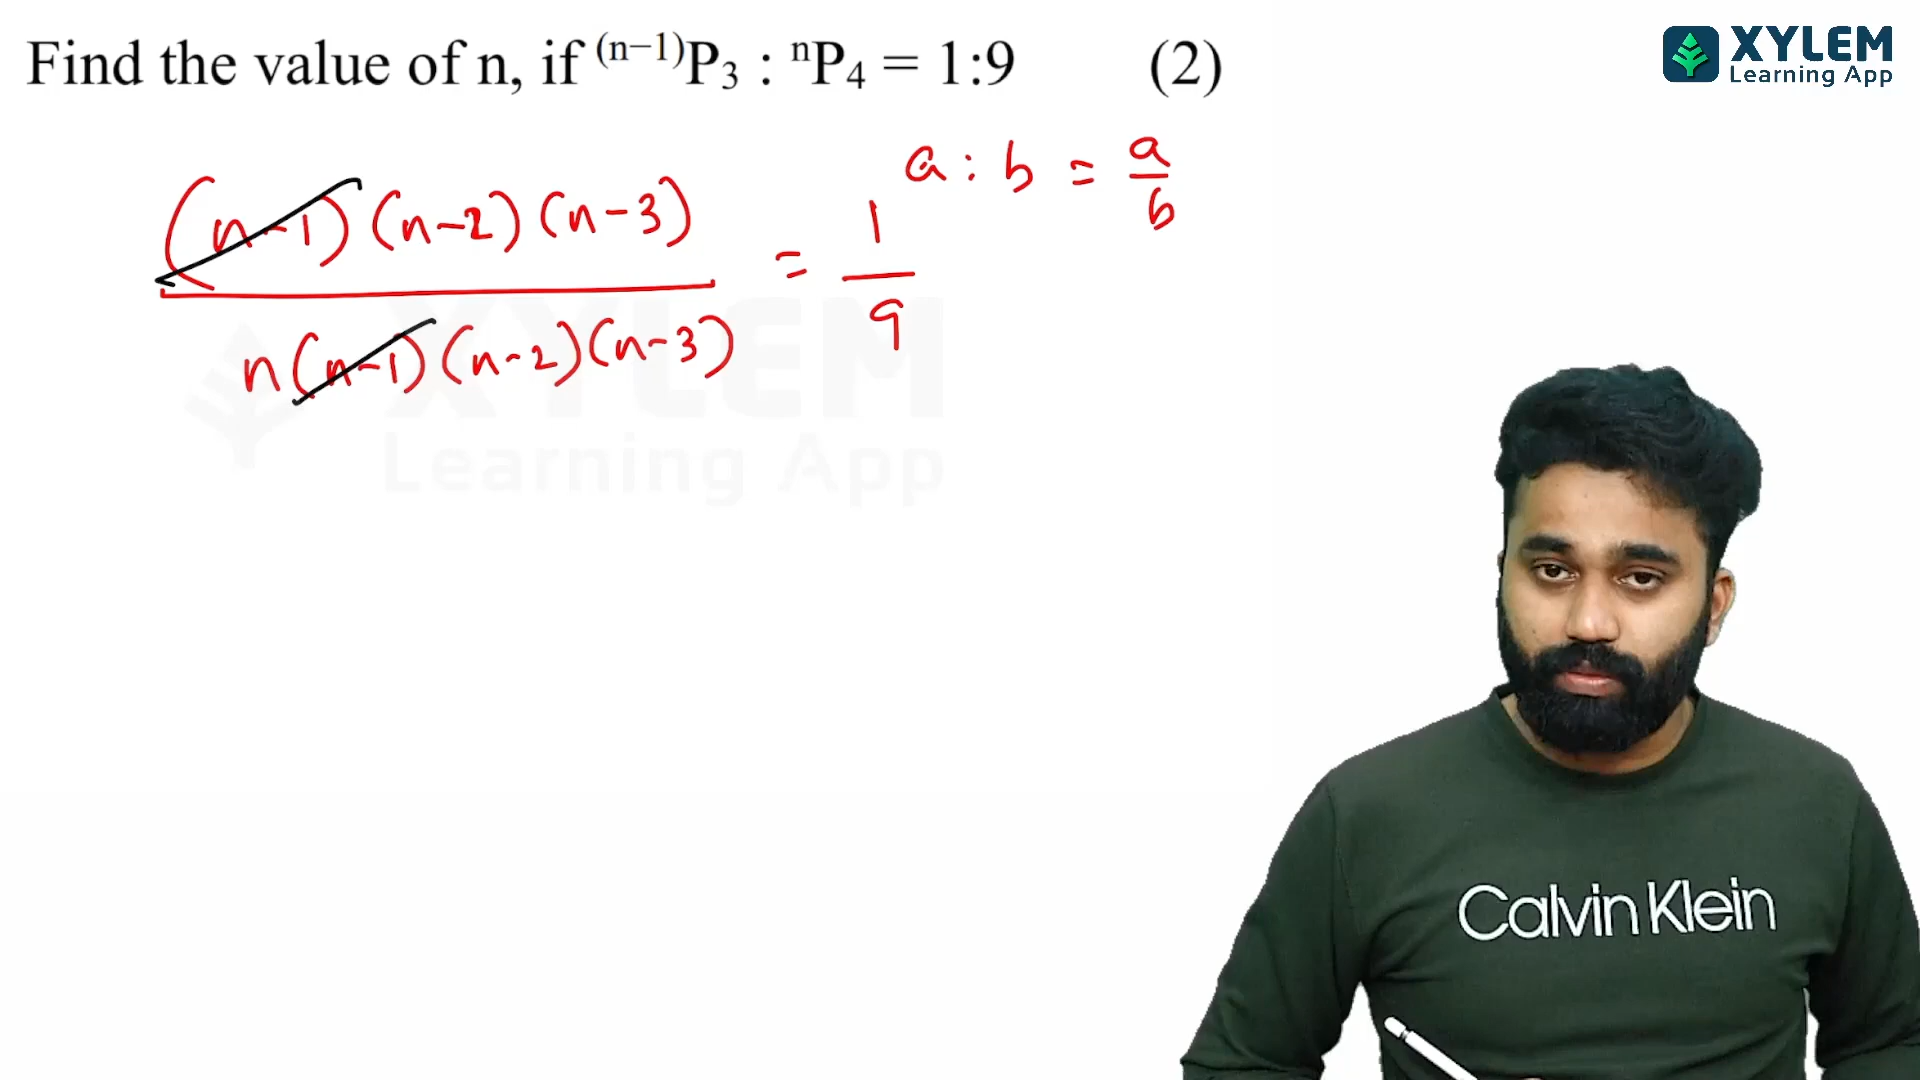 Find the value of n, if ⁽ⁿ⁻¹⁾P₃ : ⁿP₄ = 1:9 (2)
XYLEM
Learning App
a : b = a/b
(n-1)(n-2)(n-3) / n(n-1)(n-2)(n-3) = 1/9
XYLEM
Learning App
Calvin Klein